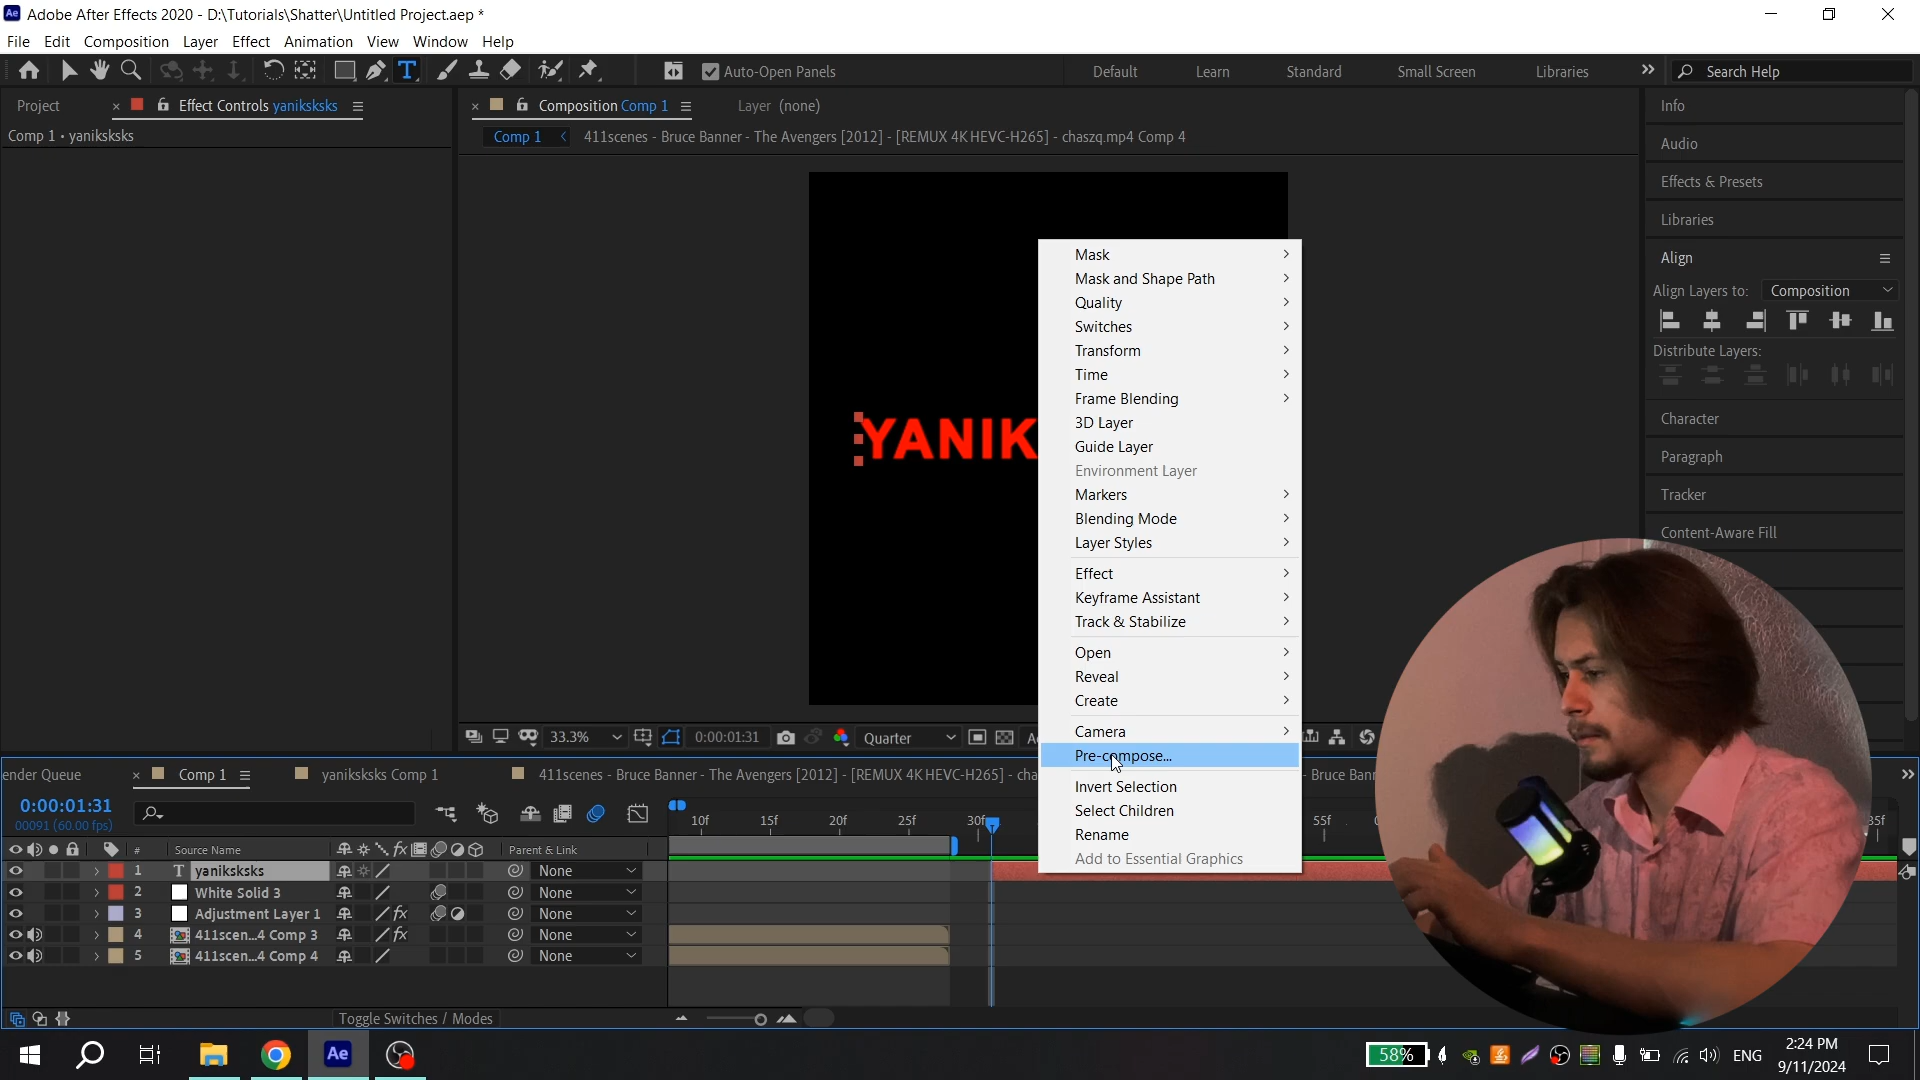 Ae Adobe After Effects 2020 - D:\Tutorials\Shatter\Untitled Project.aep *
File Edit Composition Layer Effect Animation View Window Help
T Auto-Open Panels Default Learn Standard Small Screen Libraries Search Help
Project × Effect Controls yaniksksks × Composition Comp 1 Layer (none) Info
Comp 1 • yaniksksks
Comp 1 < 411scenes - Bruce Banner - The Avengers [2012] - [REMUX 4K HEVC-H265] - chaszq.mp4 Comp 4
Audio
Effects & Presets
Libraries
Align
Align Layers to: Composition
Distribute Layers:
Character
Paragraph
Tracker
Content-Aware Fill
YANIK
Mask
Mask and Shape Path
Quality
Switches
Transform
Time
Frame Blending
3D Layer
Guide Layer
Environment Layer
Markers
Blending Mode
Layer Styles
Effect
Keyframe Assistant
Track & Stabilize
Open
Reveal
Create
Camera
Pre-compose...
Invert Selection
Select Children
Rename
Add to Essential Graphics
33.3% 0:00:01:31 Quarter
ender Queue × Comp 1 yaniksksks Comp 1 411scenes - Bruce Banner - The Avengers [2012] - [REMUX 4K HEVC-H265] - cha - Bruce Bann
0:00:01:31
00091 (60.00 fps)
10f 15f 20f 25f 30f 55f 35f
# Source Name fx Parent & Link
1 T yaniksksks None
2 White Solid 3 None
3 Adjustment Layer 1 fx None
4 411scen...4 Comp 3 fx None
5 411scen...4 Comp 4 None
Toggle Switches / Modes
Ae 58% ENG 2:24 PM
9/11/2024